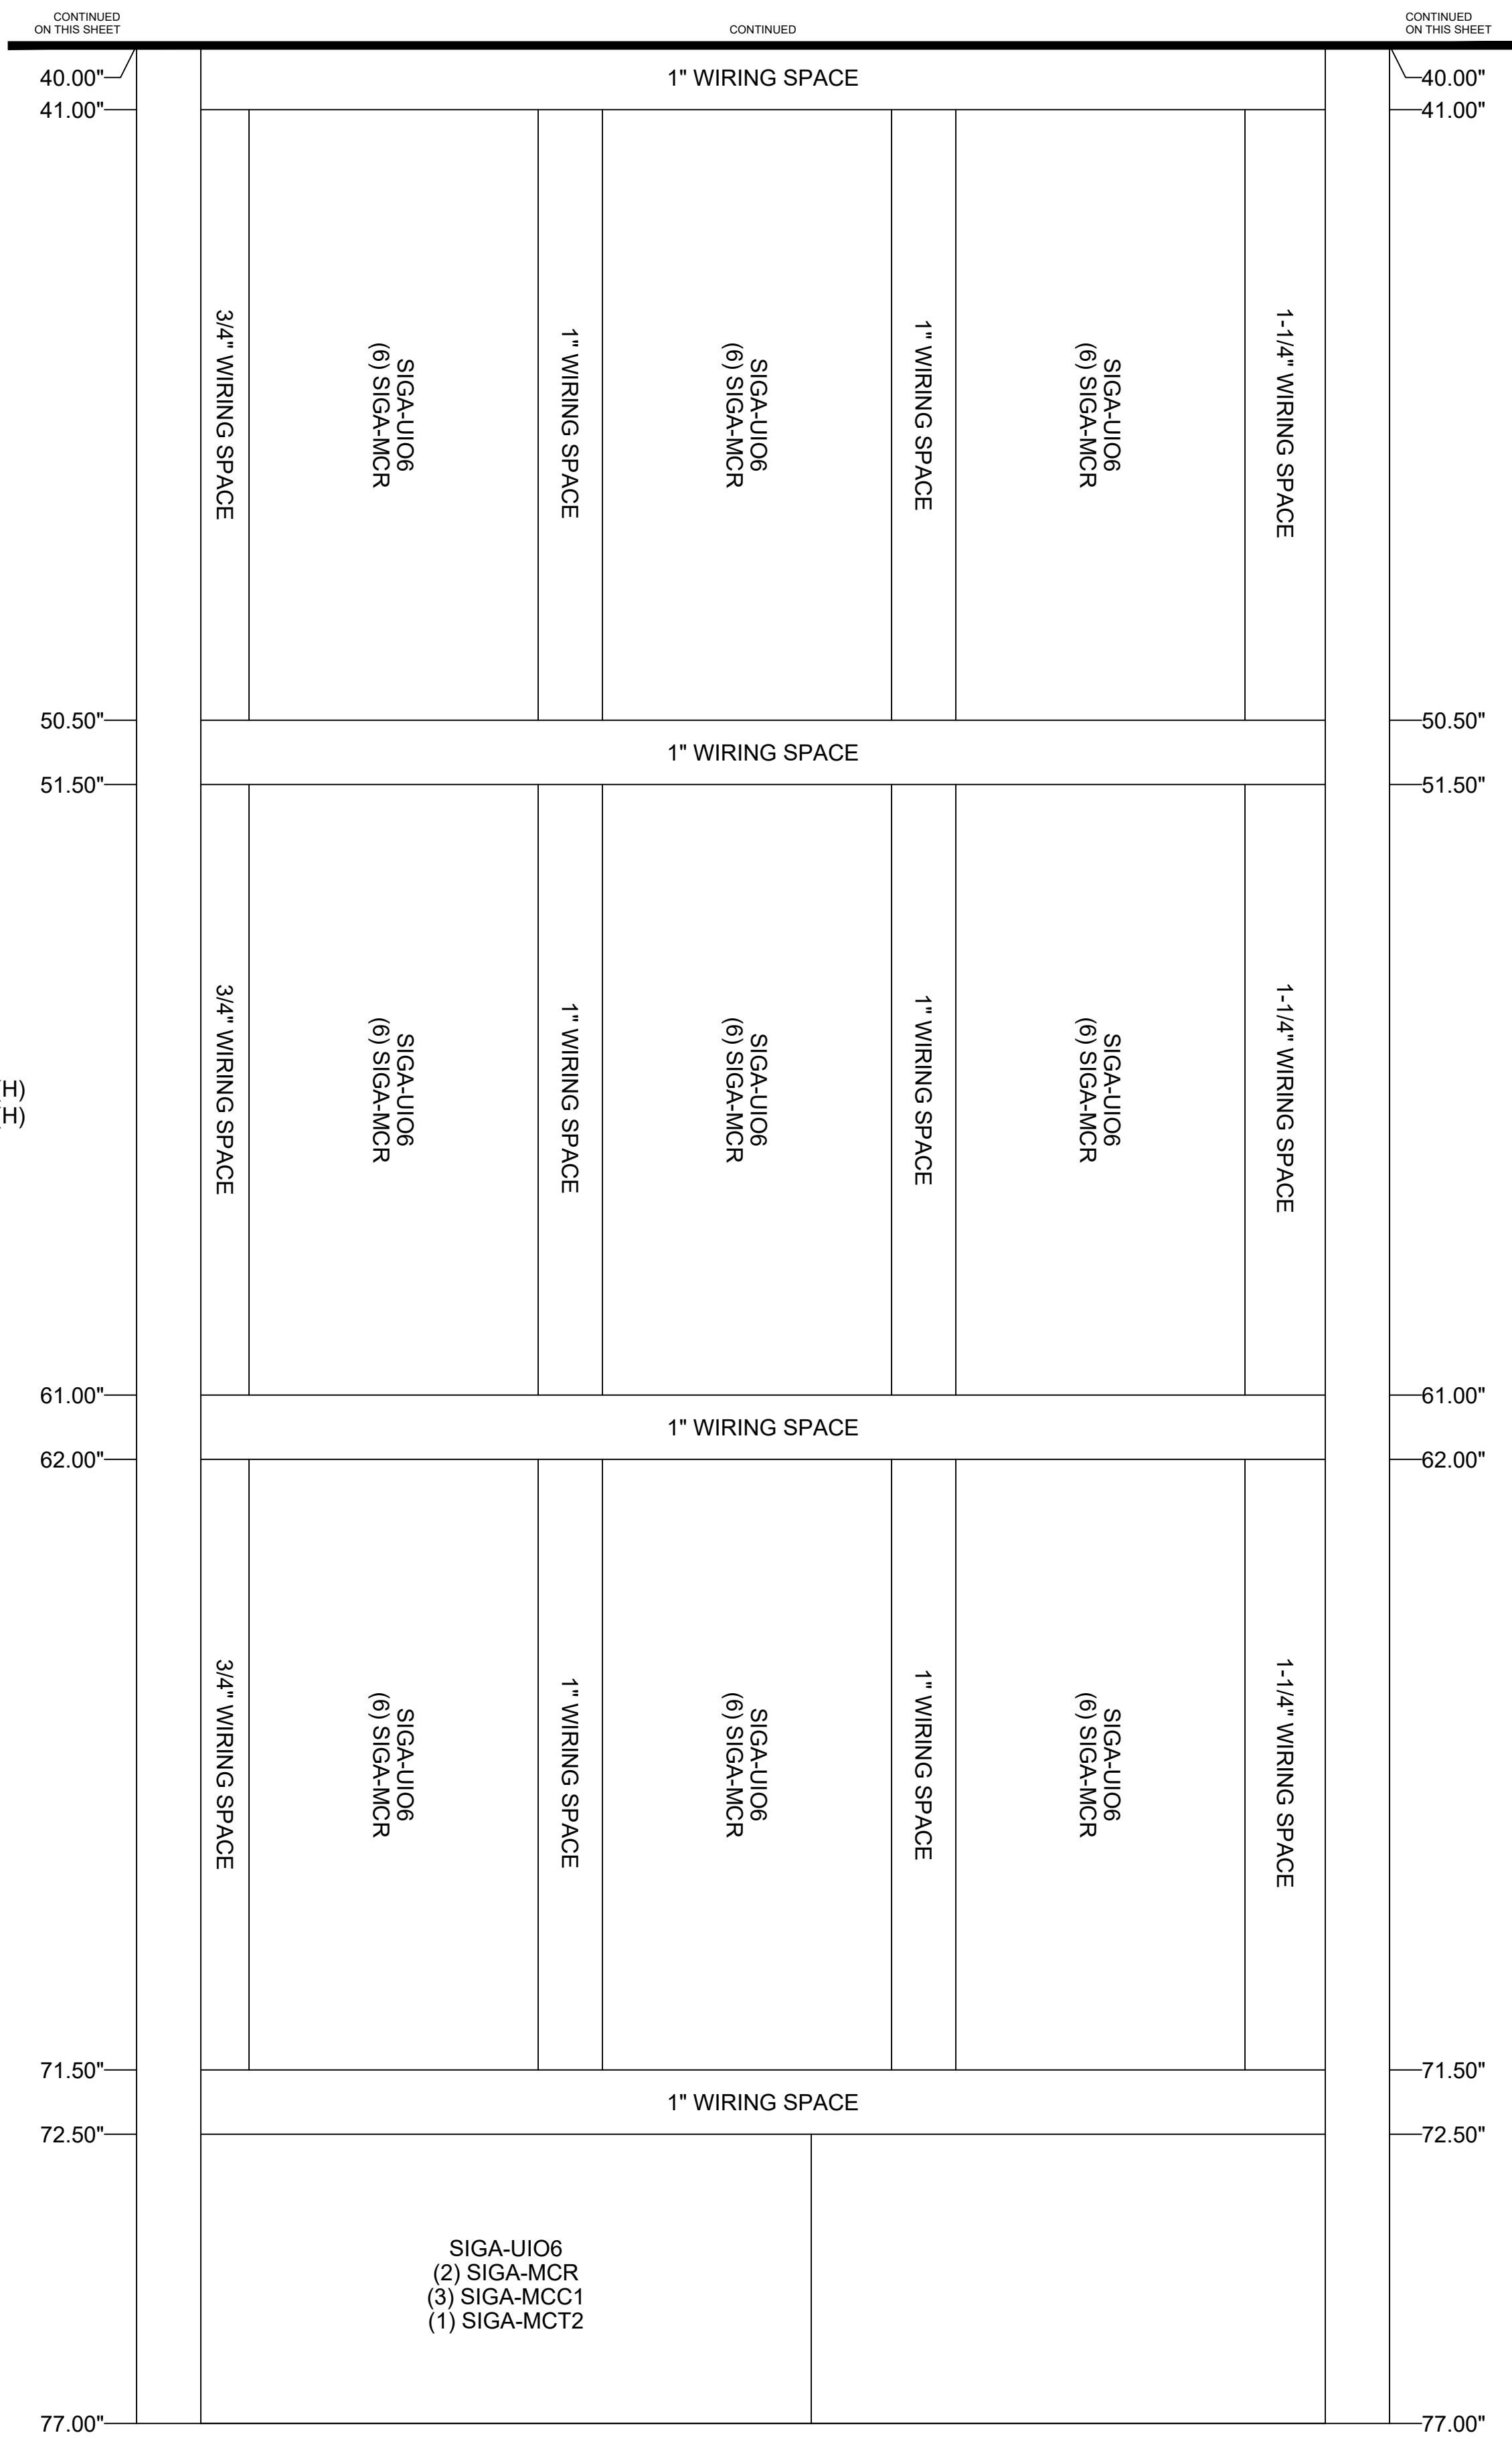 CONTINUED
ON THIS SHEET
CONTINUED
CONTINUED
ON THIS SHEET
40.00"
1" WIRING SPACE
40.00"
41.00"
41.00"
3/4" WIRING SPACE
SIGA-UIO6
(6) SIGA-MCR
1" WIRING SPACE
SIGA-UIO6
(6) SIGA-MCR
1" WIRING SPACE
SIGA-UIO6
(6) SIGA-MCR
1-1/4" WIRING SPACE
50.50"
50.50"
1" WIRING SPACE
51.50"
51.50"
3/4" WIRING SPACE
SIGA-UIO6
(6) SIGA-MCR
1" WIRING SPACE
SIGA-UIO6
(6) SIGA-MCR
1" WIRING SPACE
SIGA-UIO6
(6) SIGA-MCR
1-1/4" WIRING SPACE
H)
H)
61.00"
61.00"
1" WIRING SPACE
62.00"
62.00"
3/4" WIRING SPACE
SIGA-UIO6
(6) SIGA-MCR
1" WIRING SPACE
SIGA-UIO6
(6) SIGA-MCR
1" WIRING SPACE
SIGA-UIO6
(6) SIGA-MCR
1-1/4" WIRING SPACE
71.50"
71.50"
1" WIRING SPACE
72.50"
72.50"
SIGA-UIO6
(2) SIGA-MCR
(3) SIGA-MCC1
(1) SIGA-MCT2
77.00"
77.00"